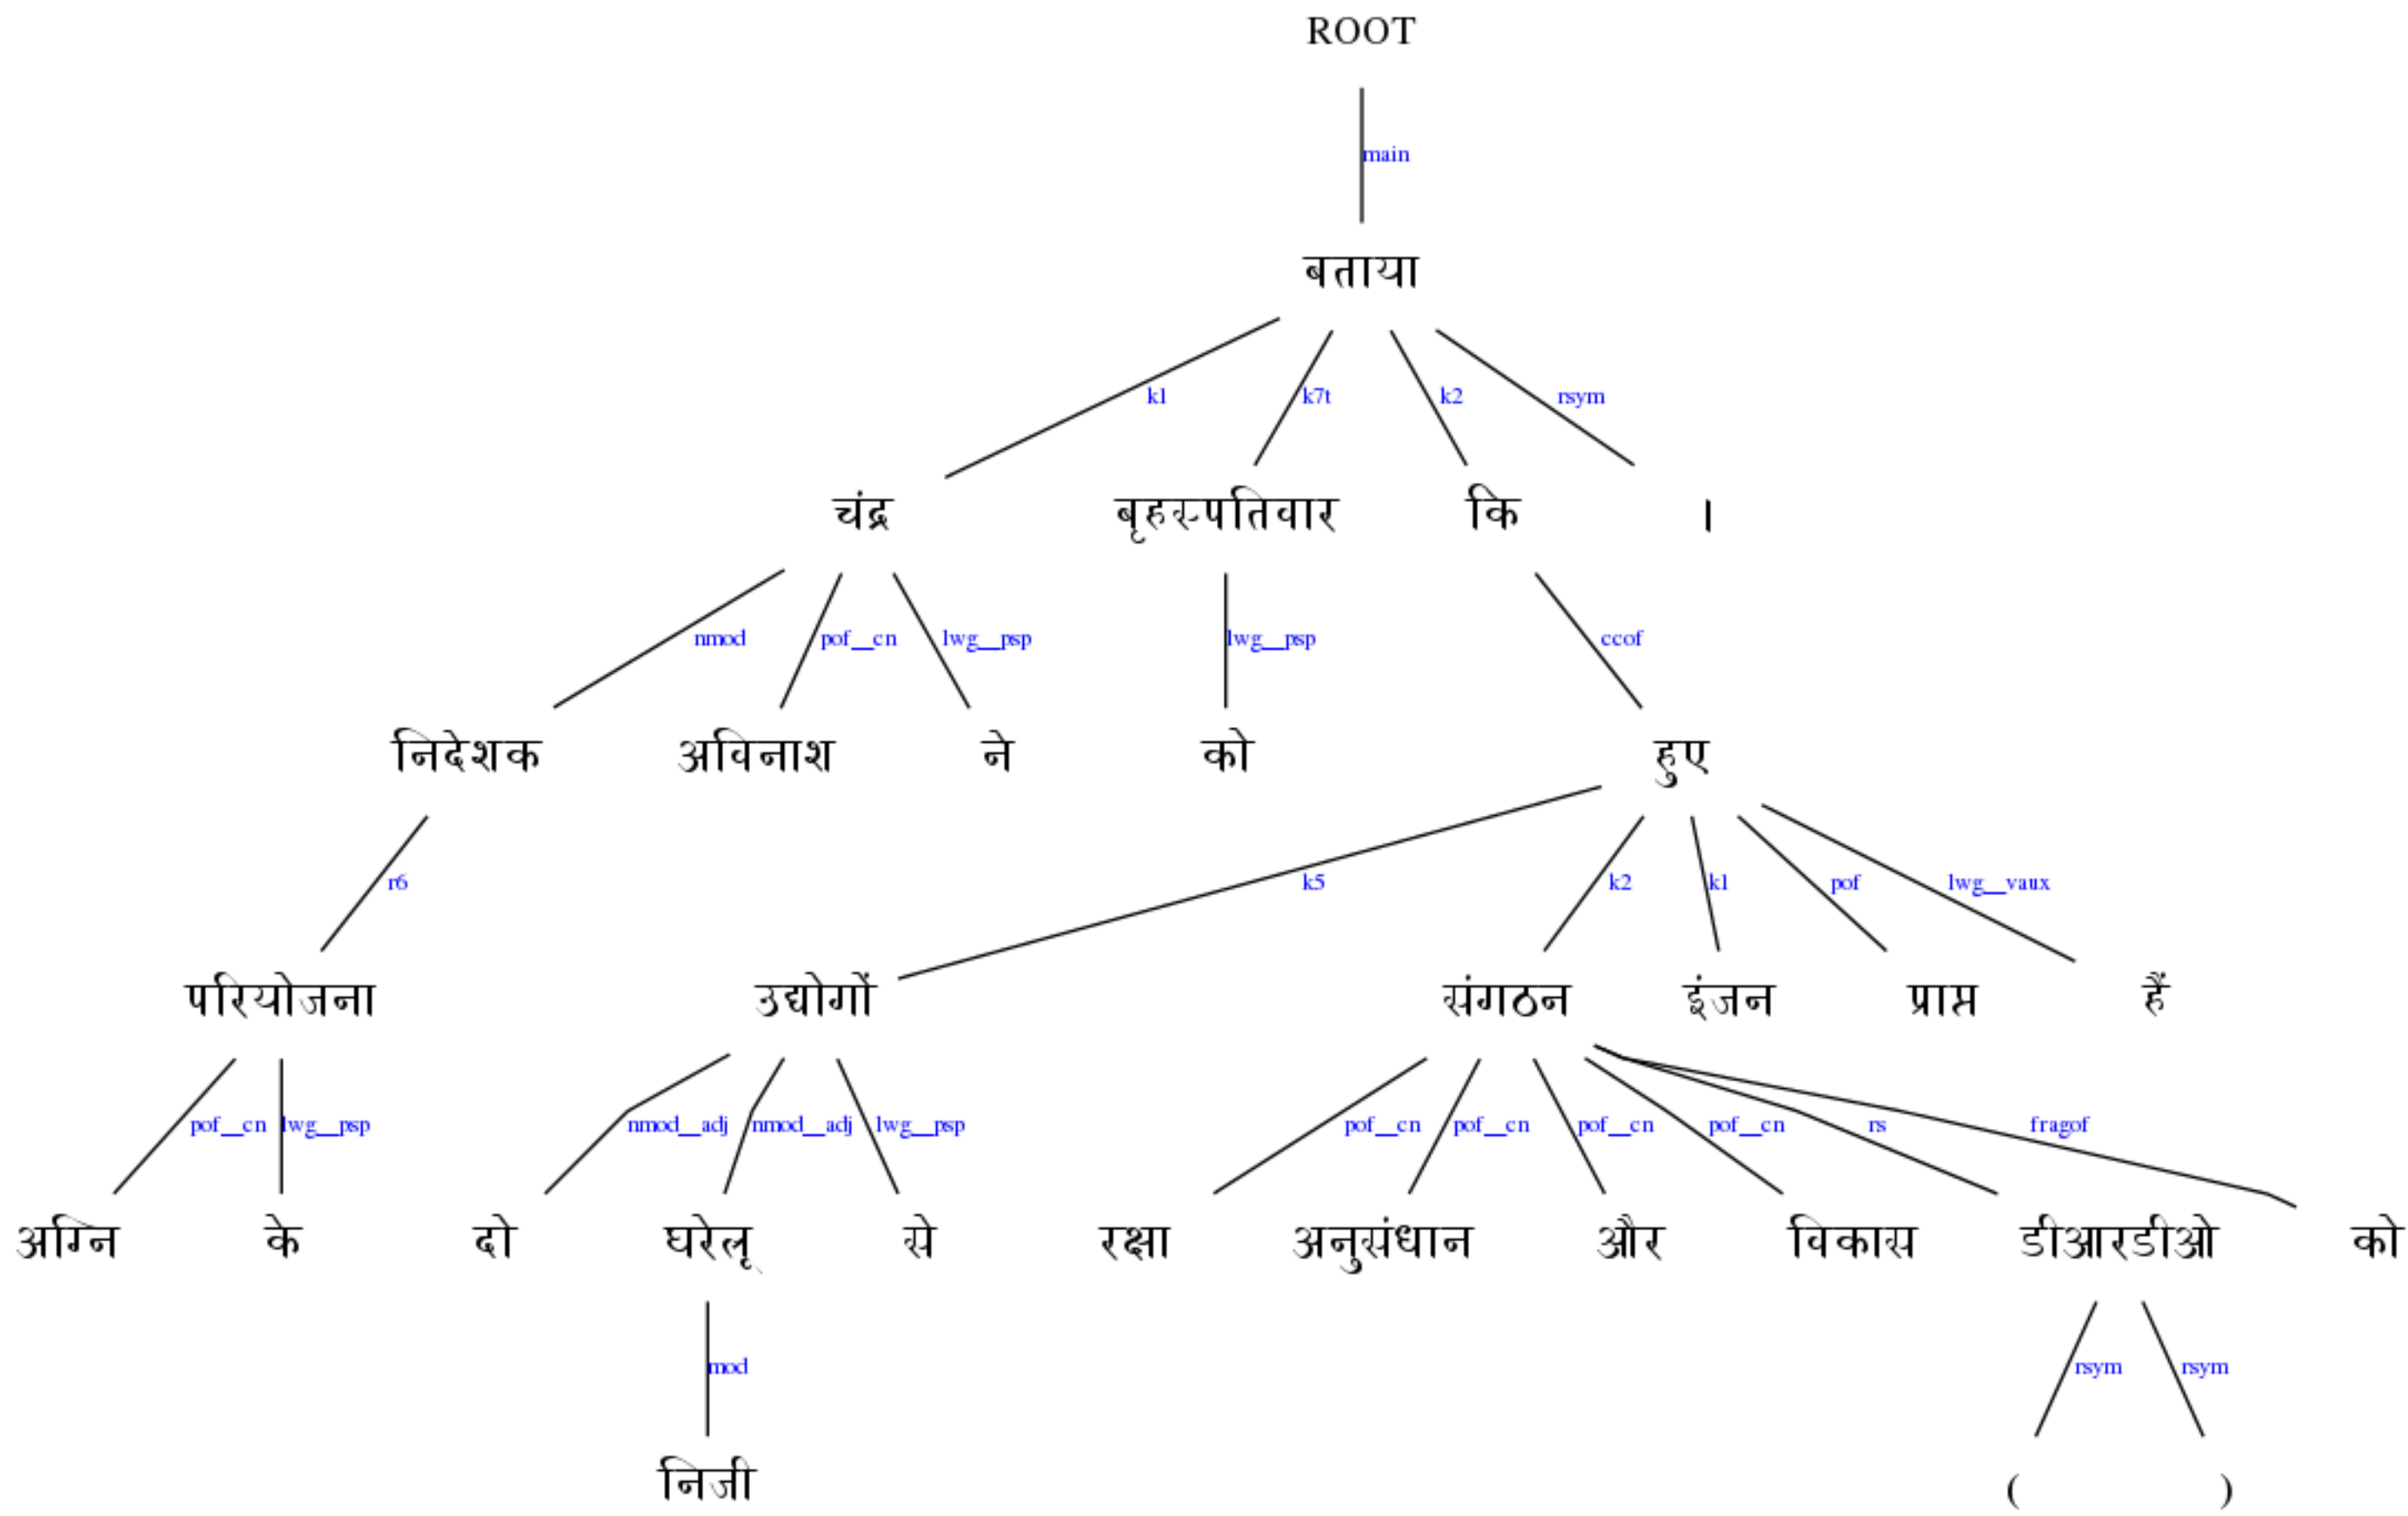 ROOT
main
बताया
k1 k7t k2 rsym
चंद्र बृहस्पतिवार कि ।
nmod pof__cn lwg__psp lwg__psp ccof
निदेशक अविनाश ने को हुए
r6 k5 k2 k1 pof lwg__vaux
परियोजना उद्योगों संगठन इंजन प्राप्त हैं
pof__cn lwg__psp nmod__adj nmod__adj lwg__psp pof__cn pof__cn pof__cn pof__cn rs fragof
अग्नि के दो घरेलू से रक्षा अनुसंधान और विकास डीआरडीओ को
mod rsym rsym
निजी ( )